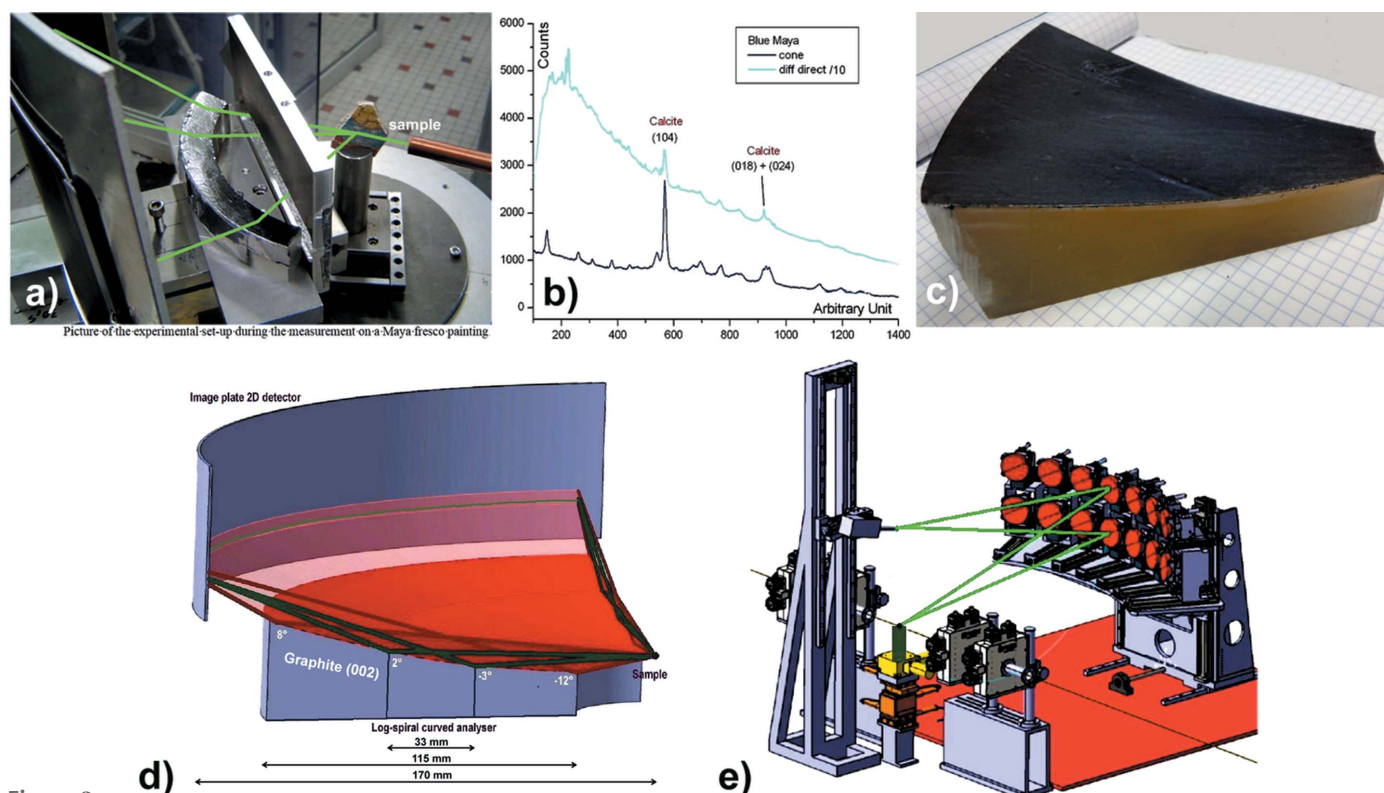 sample
a)
Picture of the experimental set-up during the measurement on a Maya fresco painting
6000
5000
4000
3000
2000
1000
0
Counts
Blue Maya
cone
diff direct /10
Calcite
(104)
Calcite
(018) + (024)
b)
Arbitrary Unit
200
400
600
800
1000
1200
1400
c)
Image plate 2D detector
8°
Graphite (002)
2°
-3°
-12°
Sample
Log-spiral curved analyser
33 mm
115 mm
170 mm
d)
e)